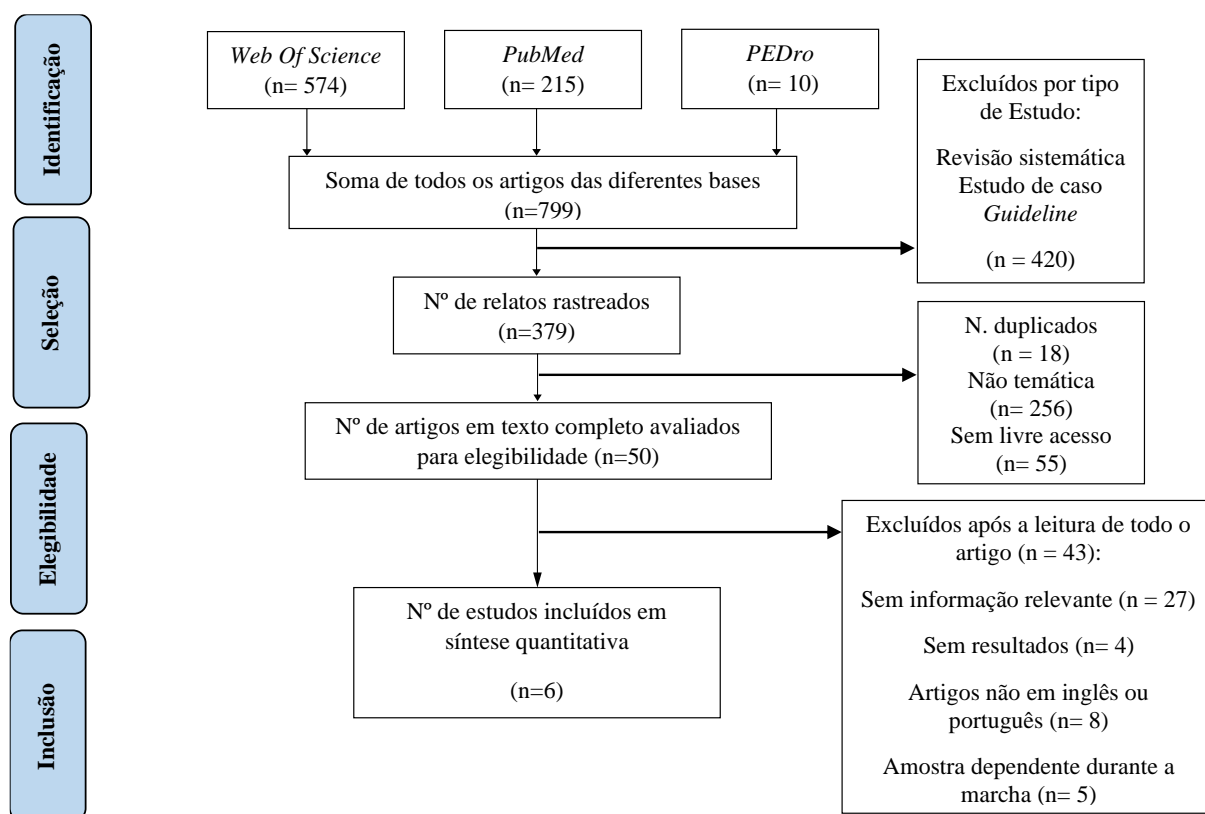 Identificação
Web Of Science
(n= 574)
PubMed
(n= 215)
PEDro
(n= 10)
Excluídos por tipo
de Estudo:
Revisão sistemática
Estudo de caso
Guideline
(n = 420)
Soma de todos os artigos das diferentes bases
(n=799)
Seleção
Nº de relatos rastreados
(n=379)
N. duplicados
(n = 18)
Não temática
(n= 256)
Sem livre acesso
(n= 55)
Elegibilidade
Nº de artigos em texto completo avaliados
para elegibilidade (n=50)
Excluídos após a leitura de todo o
artigo (n = 43):
Sem informação relevante (n = 27)
Sem resultados (n= 4)
Artigos não em inglês ou
português (n= 8)
Amostra dependente durante a
marcha (n= 5)
Inclusão
Nº de estudos incluídos em
síntese quantitativa
(n=6)